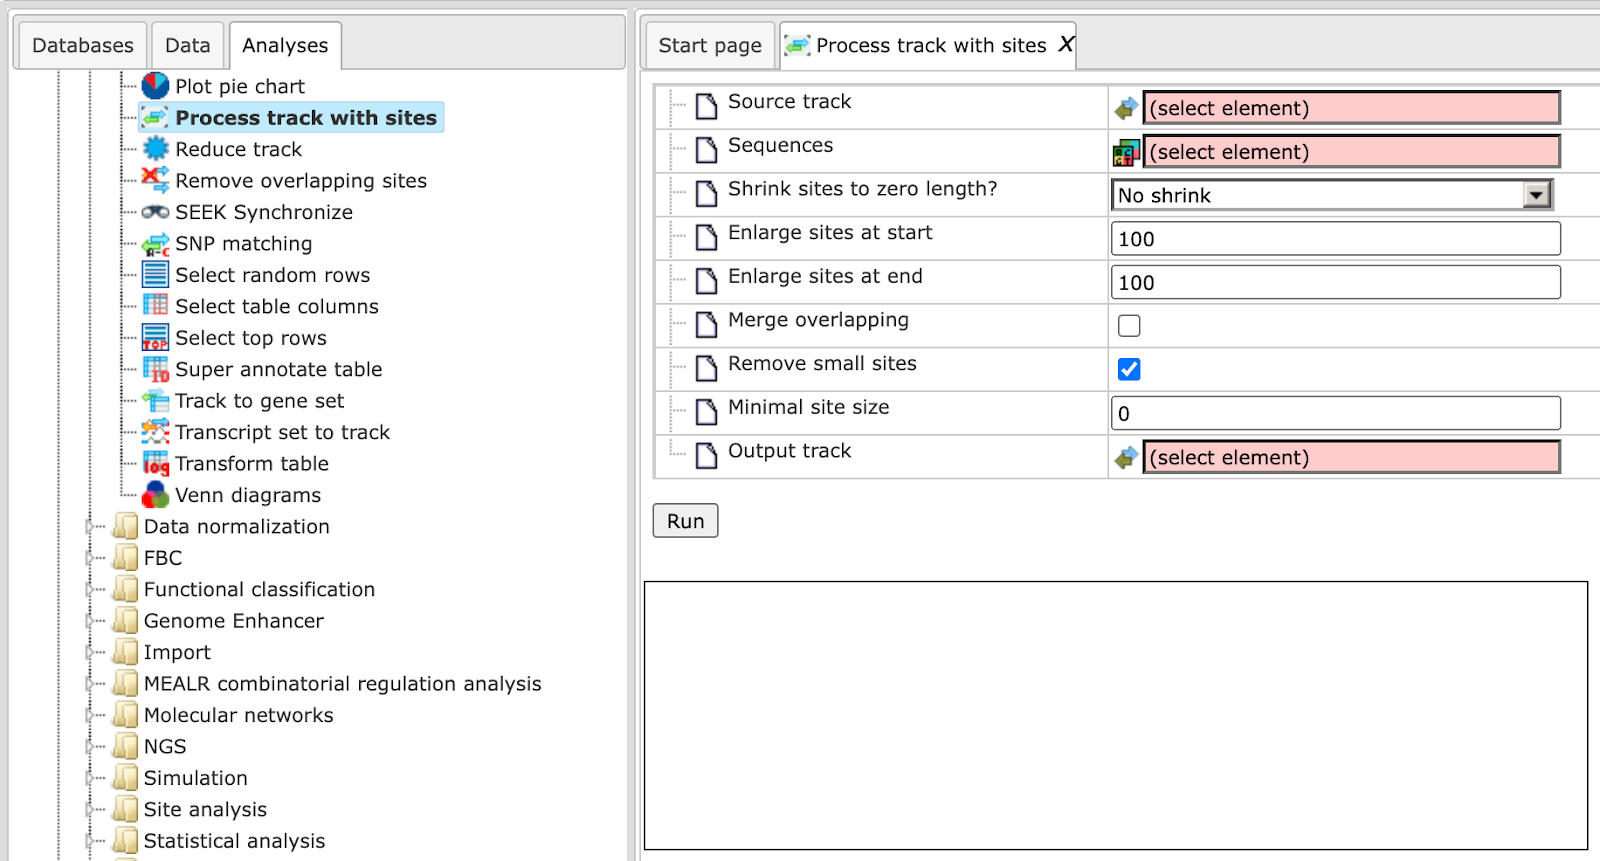 Databases
Data
Analyses
Plot pie chart
Process track with sites
Reduce track
Remove overlapping sites
SEEK Synchronize
SNP matching
Select random rows
Select table columns
Select top rows
Super annotate table
Track to gene set
Transcript set to track
Transform table
Venn diagrams
Data normalization
FBC
Functional classification
Genome Enhancer
Import
MEALR combinatorial regulation analysis
Molecular networks
NGS
Simulation
Site analysis
Statistical analysis
Start page
Process track with sites X
Source track
(select element)
Sequences
(select element)
Shrink sites to zero length?
No shrink
Enlarge sites at start
100
Enlarge sites at end
100
Merge overlapping
Remove small sites
Minimal site size
0
Output track
(select element)
Run